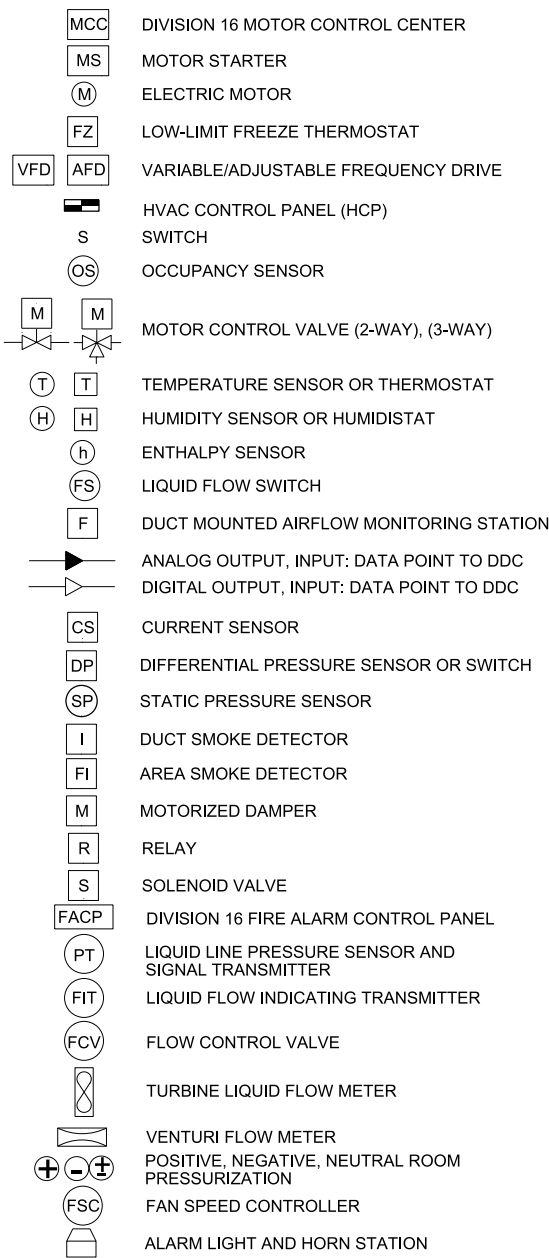 MCC DIVISION 16 MOTOR CONTROL CENTER
MS MOTOR STARTER
M ELECTRIC MOTOR
FZ LOW-LIMIT FREEZE THERMOSTAT
VFD AFD VARIABLE/ADJUSTABLE FREQUENCY DRIVE
HVAC CONTROL PANEL (HCP)
S SWITCH
OS OCCUPANCY SENSOR
M M MOTOR CONTROL VALVE (2-WAY), (3-WAY)
T T TEMPERATURE SENSOR OR THERMOSTAT
H H HUMIDITY SENSOR OR HUMIDISTAT
h ENTHALPY SENSOR
FS LIQUID FLOW SWITCH
F DUCT MOUNTED AIRFLOW MONITORING STATION
ANALOG OUTPUT, INPUT: DATA POINT TO DDC
DIGITAL OUTPUT, INPUT: DATA POINT TO DDC
CS CURRENT SENSOR
DP DIFFERENTIAL PRESSURE SENSOR OR SWITCH
SP STATIC PRESSURE SENSOR
I DUCT SMOKE DETECTOR
FI AREA SMOKE DETECTOR
M MOTORIZED DAMPER
R RELAY
S SOLENOID VALVE
FACP DIVISION 16 FIRE ALARM CONTROL PANEL
PT LIQUID LINE PRESSURE SENSOR AND
SIGNAL TRANSMITTER
FIT LIQUID FLOW INDICATING TRANSMITTER
FCV FLOW CONTROL VALVE
TURBINE LIQUID FLOW METER
VENTURI FLOW METER
+ - ± POSITIVE, NEGATIVE, NEUTRAL ROOM
PRESSURIZATION
FSC FAN SPEED CONTROLLER
ALARM LIGHT AND HORN STATION